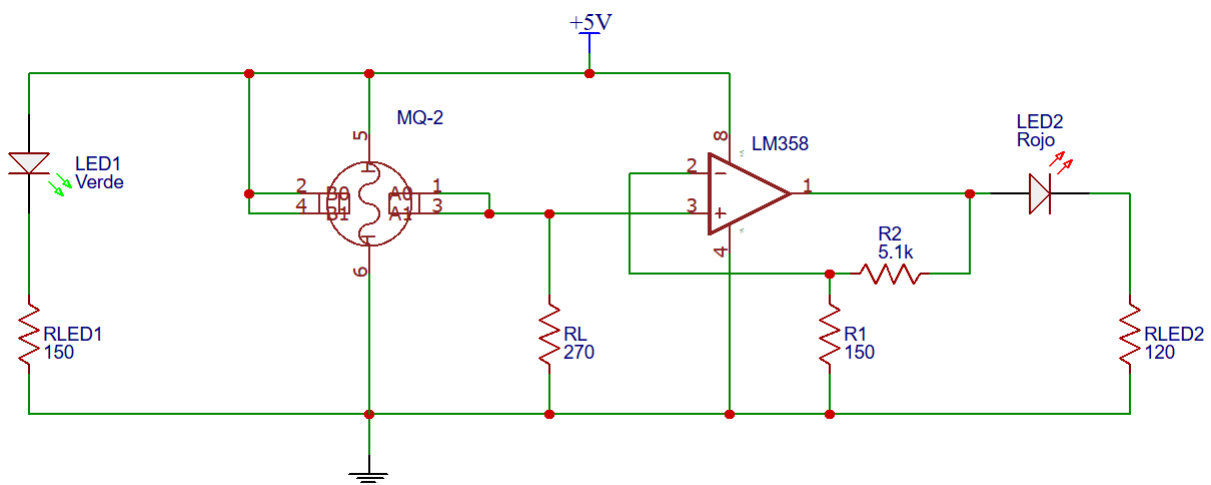 +5V
MQ-2
5
2
4
B0
B1
A0
A1
1
3
6
LED1
Verde
RLED1
150
RL
270
LM358
8
2
3
1
4
R2
5.1k
R1
150
LED2
Rojo
RLED2
120